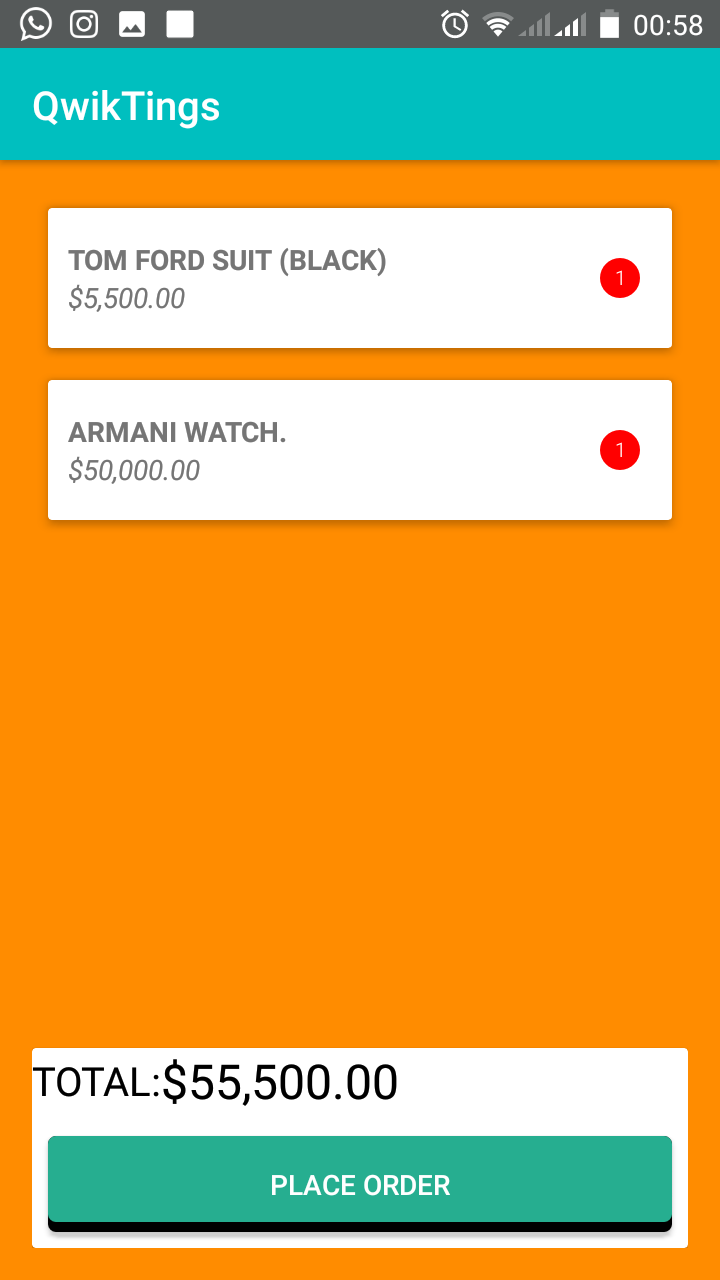 00:58
QwikTings
TOM FORD SUIT (BLACK)
$5,500.00
1
ARMANI WATCH.
$50,000.00
1
TOTAL:$55,500.00
PLACE ORDER